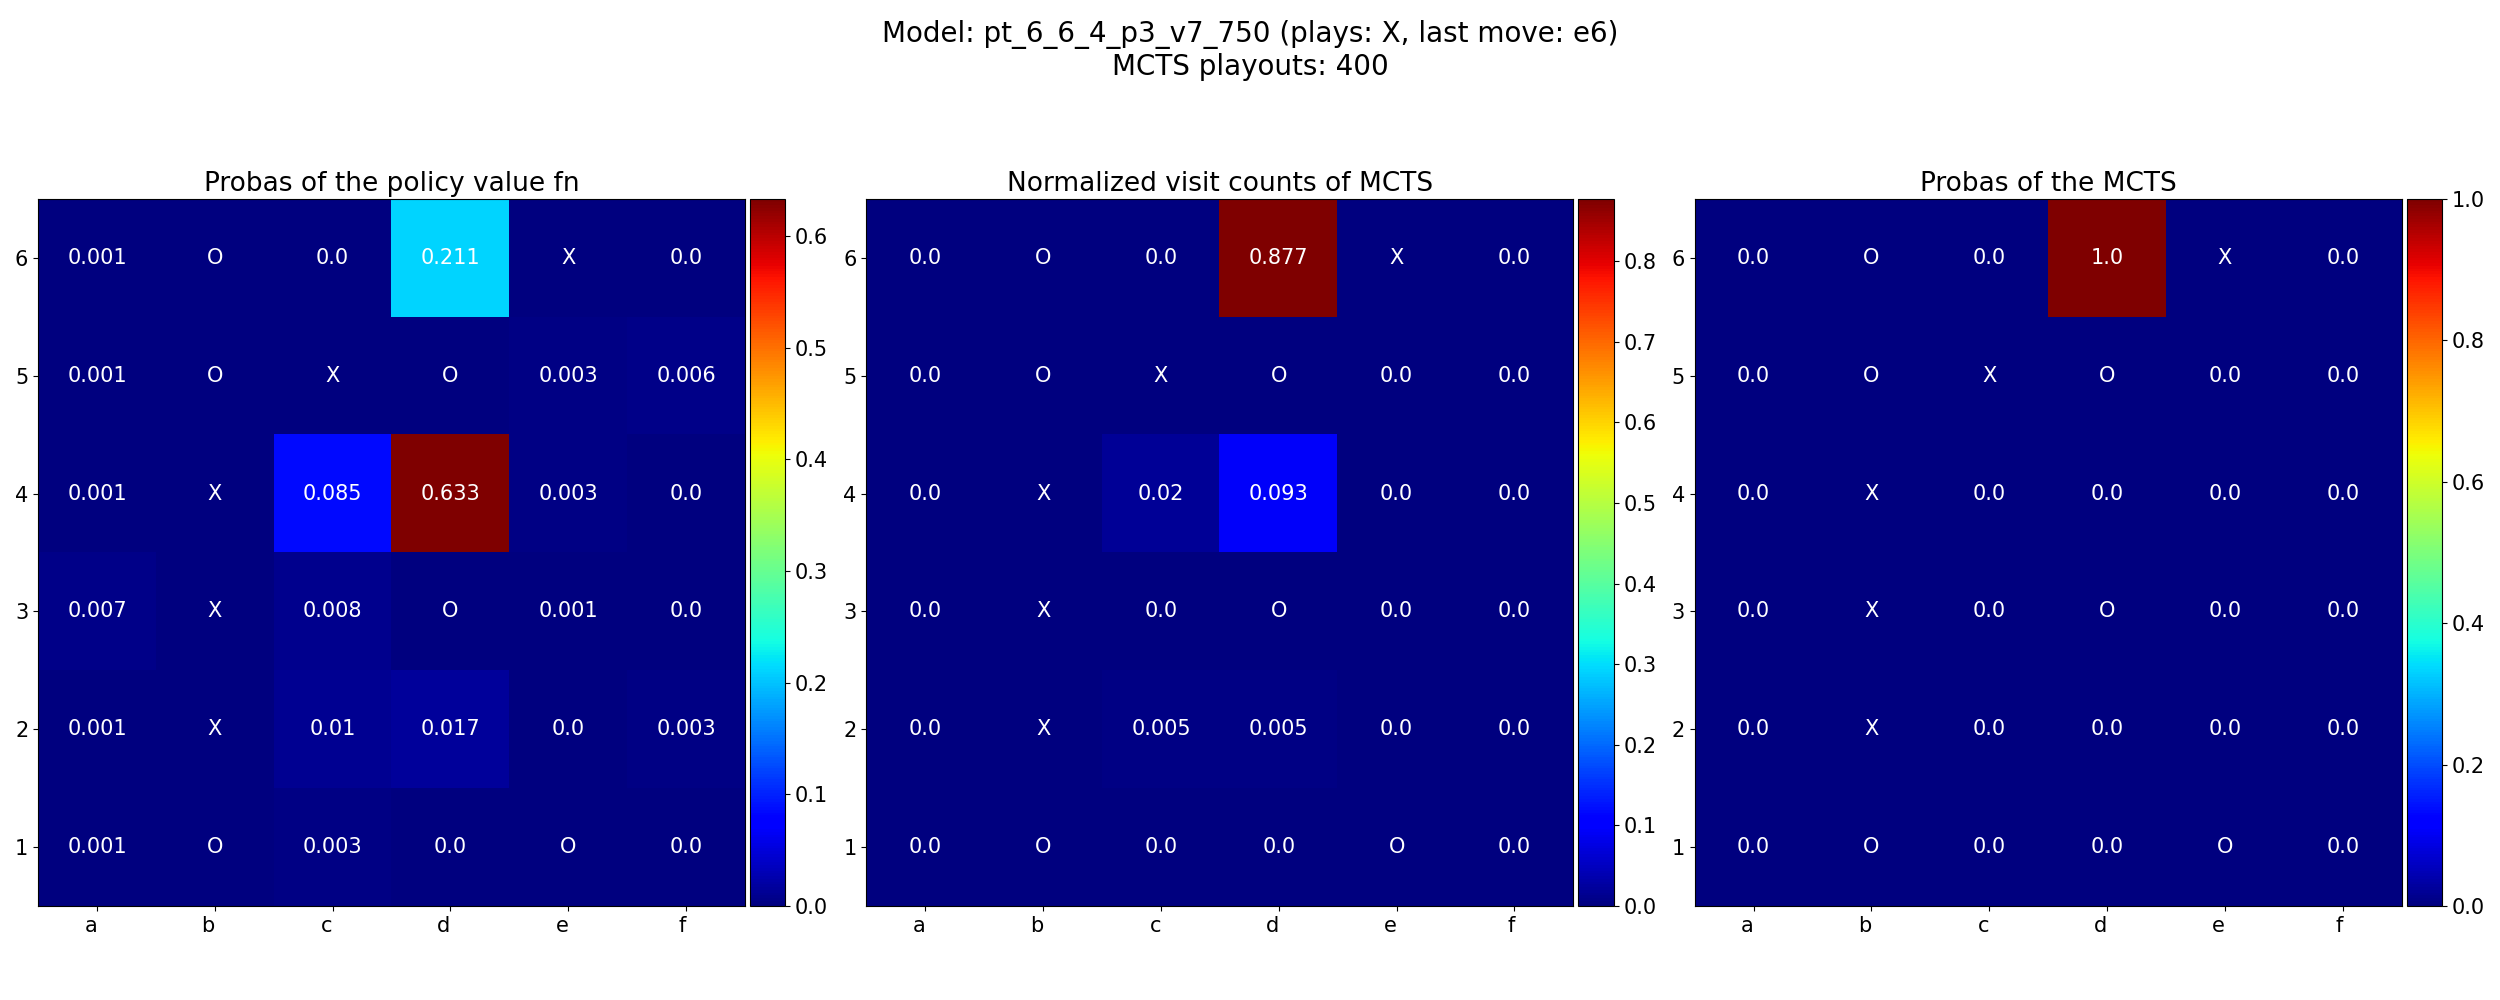 Model: pt_6_6_4_p3_v7_750 (plays: X, last move: e6)
MCTS playouts: 400
Probas of the policy value fn
6 0.001 O 0.0 0.211 X 0.0
5 0.001 O X O 0.003 0.006
4 0.001 X 0.085 0.633 0.003 0.0
3 0.007 X 0.008 O 0.001 0.0
2 0.001 X 0.01 0.017 0.0 0.003
1 0.001 O 0.003 0.0 O 0.0
a b c d e f
0.6
0.5
0.4
0.3
0.2
0.1
0.0
Normalized visit counts of MCTS
6 0.0 O 0.0 0.877 X 0.0
5 0.0 O X O 0.0 0.0
4 0.0 X 0.02 0.093 0.0 0.0
3 0.0 X 0.0 O 0.0 0.0
2 0.0 X 0.005 0.005 0.0 0.0
1 0.0 O 0.0 0.0 O 0.0
a b c d e f
0.8
0.7
0.6
0.5
0.4
0.3
0.2
0.1
0.0
Probas of the MCTS
6 0.0 O 0.0 1.0 X 0.0
5 0.0 O X O 0.0 0.0
4 0.0 X 0.0 0.0 0.0 0.0
3 0.0 X 0.0 O 0.0 0.0
2 0.0 X 0.0 0.0 0.0 0.0
1 0.0 O 0.0 0.0 O 0.0
a b c d e f
1.0
0.8
0.6
0.4
0.2
0.0